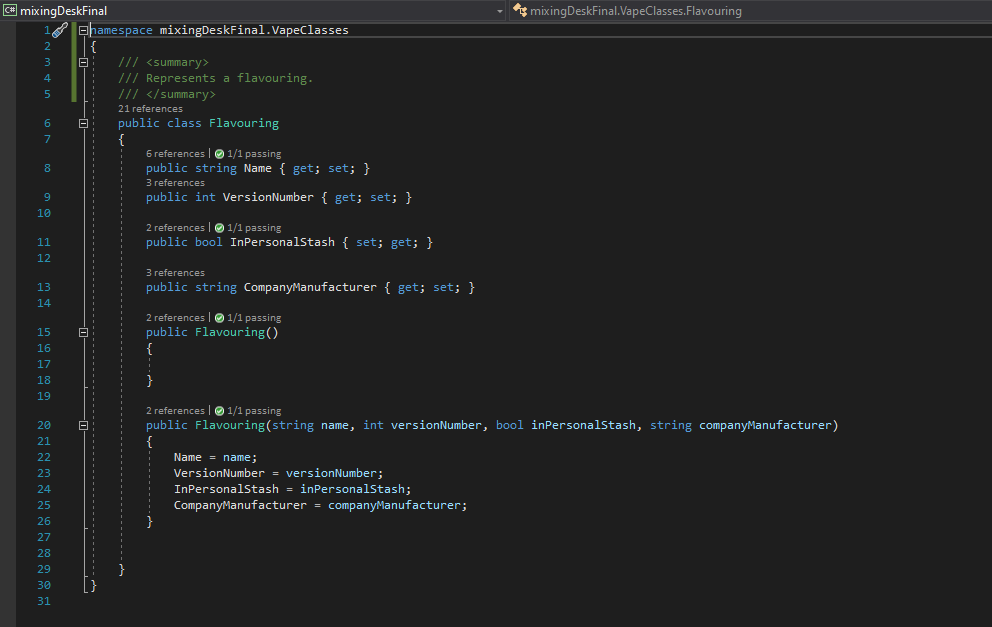 C# mixingDeskFinal mixingDeskFinal.VapeClasses.Flavouring
1 namespace mixingDeskFinal.VapeClasses
2 {
3 /// <summary>
4 /// Represents a flavouring.
5 /// </summary>
21 references
6 public class Flavouring
7 {
6 references | 1/1 passing
8 public string Name { get; set; }
3 references
9 public int VersionNumber { get; set; }
10
2 references | 1/1 passing
11 public bool InPersonalStash { set; get; }
12
3 references
13 public string CompanyManufacturer { get; set; }
14
2 references | 1/1 passing
15 public Flavouring()
16 {
17
18 }
19
2 references | 1/1 passing
20 public Flavouring(string name, int versionNumber, bool inPersonalStash, string companyManufacturer)
21 {
22 Name = name;
23 VersionNumber = versionNumber;
24 InPersonalStash = inPersonalStash;
25 CompanyManufacturer = companyManufacturer;
26 }
27
28
29 }
30 }
31